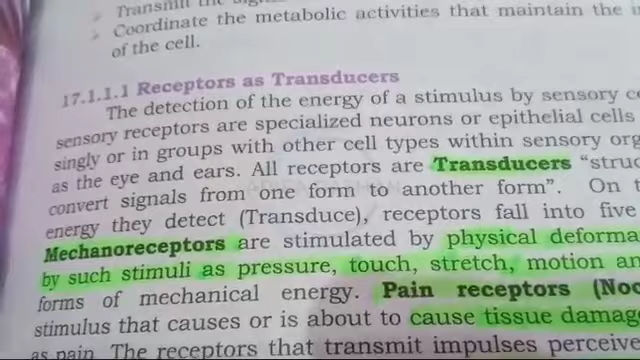 Transmit the
Coordinate the metabolic activities that maintain the
of the cell.
17.1.1.1 Receptors as Transducers
The detection of the energy of a stimulus by sensory
sensory receptors are specialized neurons or epithelial cells
singly or in groups with other cell types within sensory
as the eye and ears. All receptors are Transducers “
convert signals from one form to another form”. On
energy they detect (Transduce), receptors fall into five
Mechanoreceptors are stimulated by physical
by such stimuli as pressure, touch, stretch, motion
forms of mechanical energy. Pain receptors
stimulus that causes or is about to cause tissue
as pain. The receptors that transmit impulses